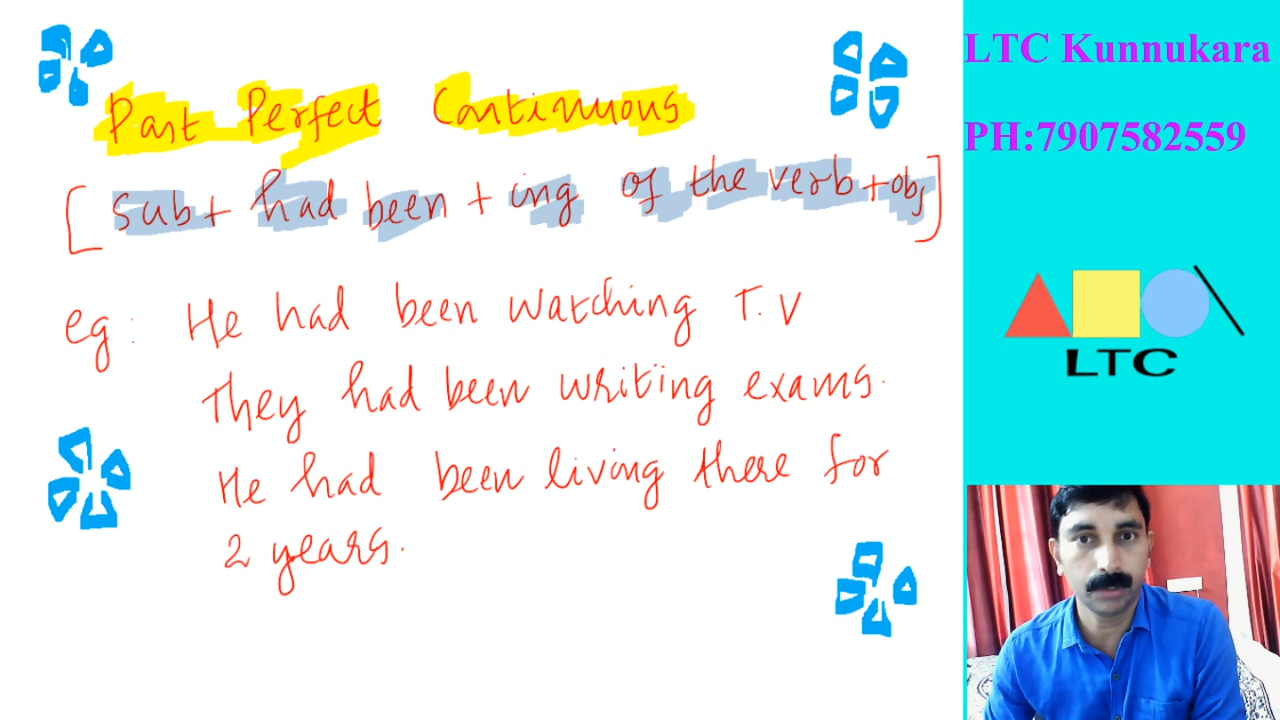 Past Perfect Continuous
[sub+ had been + ing of the verb +obj]
eg: He had been watching T.V
They had been writing exams.
He had been living there for
2 years.
LTC Kunnukara
PH:7907582559
LTC